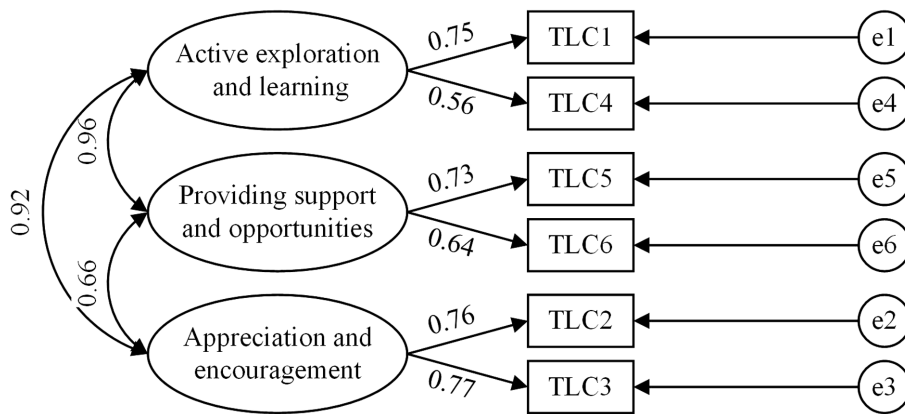 Active exploration
and learning
0.75
TLC1
e1
0.56
TLC4
e4
0.96
0.92
Providing support
and opportunities
0.73
TLC5
e5
0.64
TLC6
e6
0.66
Appreciation and
encouragement
0.76
TLC2
e2
0.77
TLC3
e3